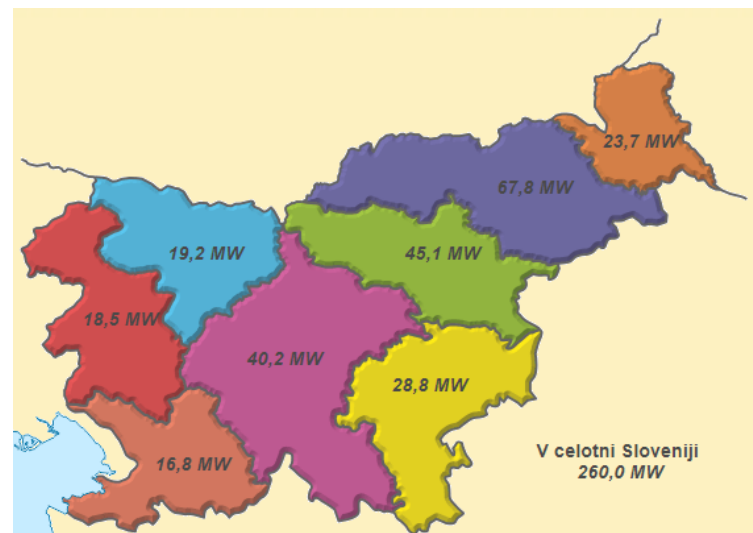 23,7 MW
67,8 MW
19,2 MW
45,1 MW
18,5 MW
40,2 MW
28,8 MW
16,8 MW
V celotni Sloveniji
260,0 MW